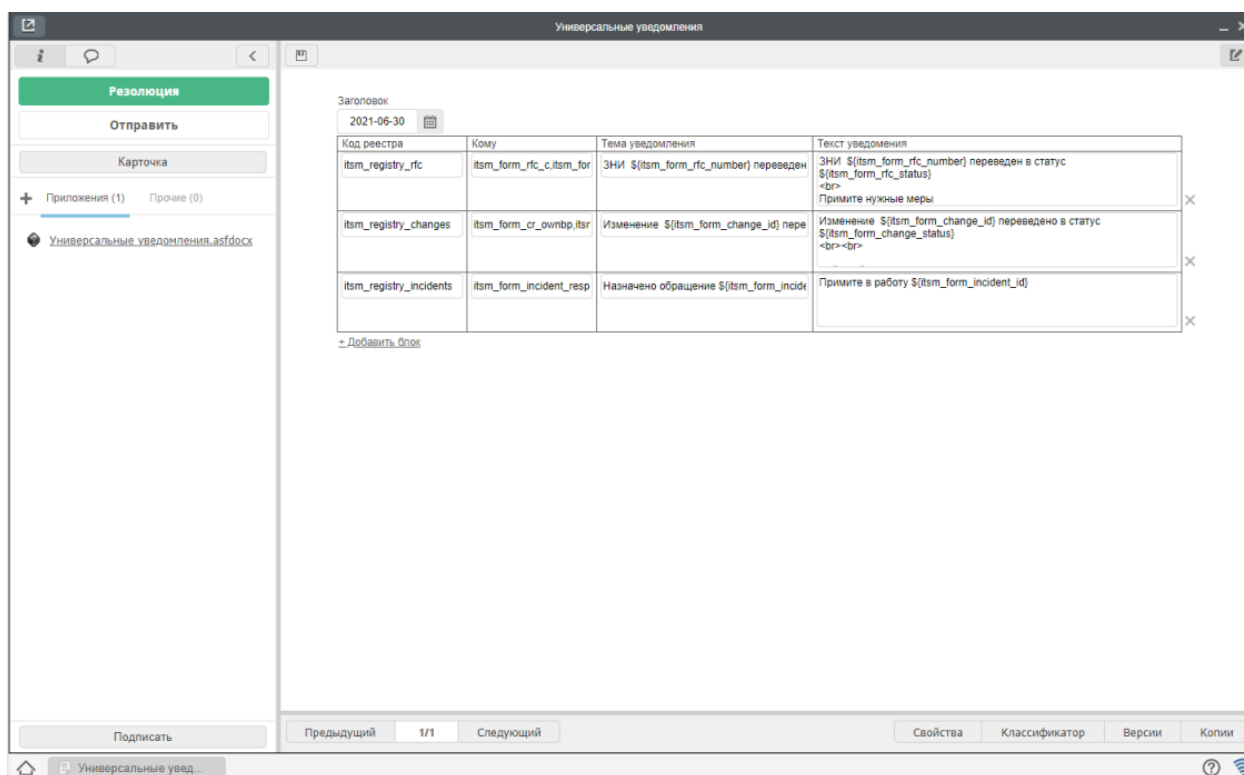 Универсальные уведомления
Резолюция
Отправить
Карточка
Приложения (1) Прочие (0)
Универсальные уведомления.asfdocx
Подписать
Заголовок
2021-06-30
Код реестра Кому Тема уведомления Текст уведомения
itsm_registry_rfc itsm_form_rfc_c,itsm_for ЗНИ ${itsm_form_rfc_number} переведен ЗНИ ${itsm_form_rfc_number} переведен в статус
${itsm_form_rfc_status}
<br>
Примите нужные меры
itsm_registry_changes itsm_form_cr_ownbp,itsr Изменение ${itsm_form_change_id} пере Изменение ${itsm_form_change_id} переведено в статус
${itsm_form_change_status}
<br><br>
itsm_registry_incidents itsm_form_incident_resp Назначено обращение ${itsm_form_incide Примите в работу ${itsm_form_incident_id}
+ Добавить блок
Предыдущий 1/1 Следующий Свойства Классификатор Версии Копии
Универсальные увед...